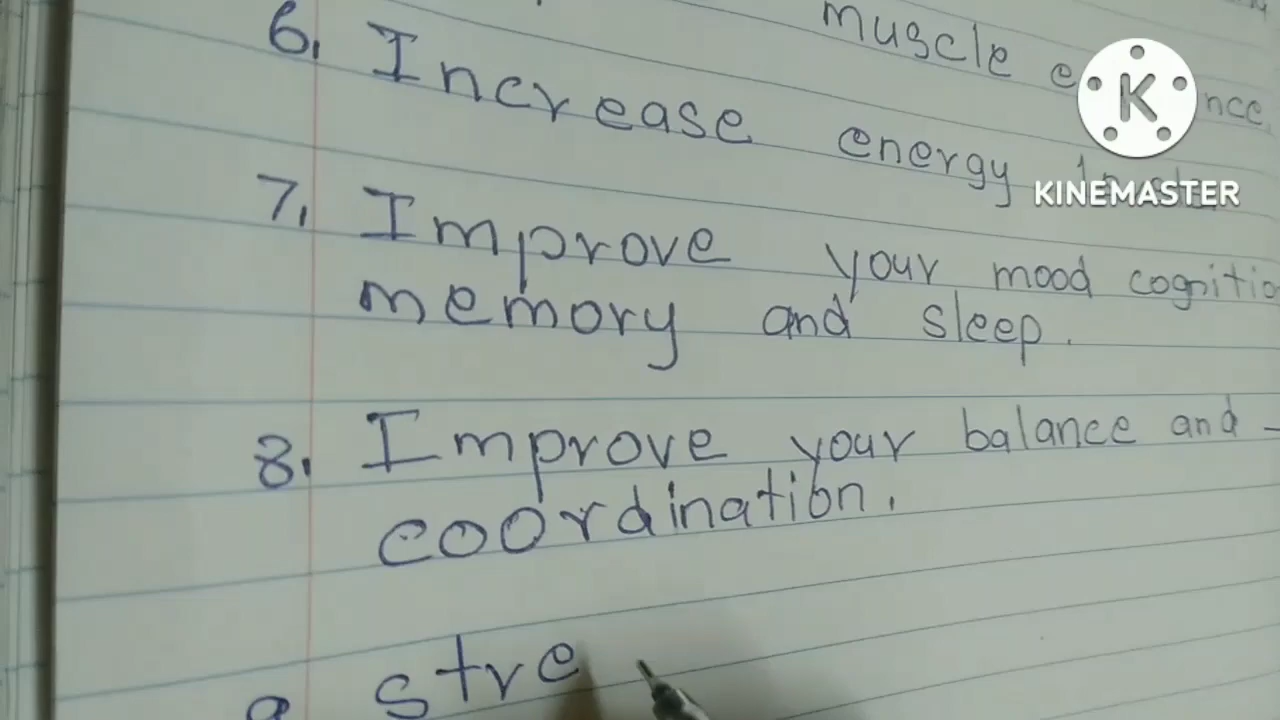 muscle
6. Increase energy
7. Improve your mood cognitio
memory and sleep.
8. Improve your balance and -
coordination.
9. stre
K
KINEMASTER